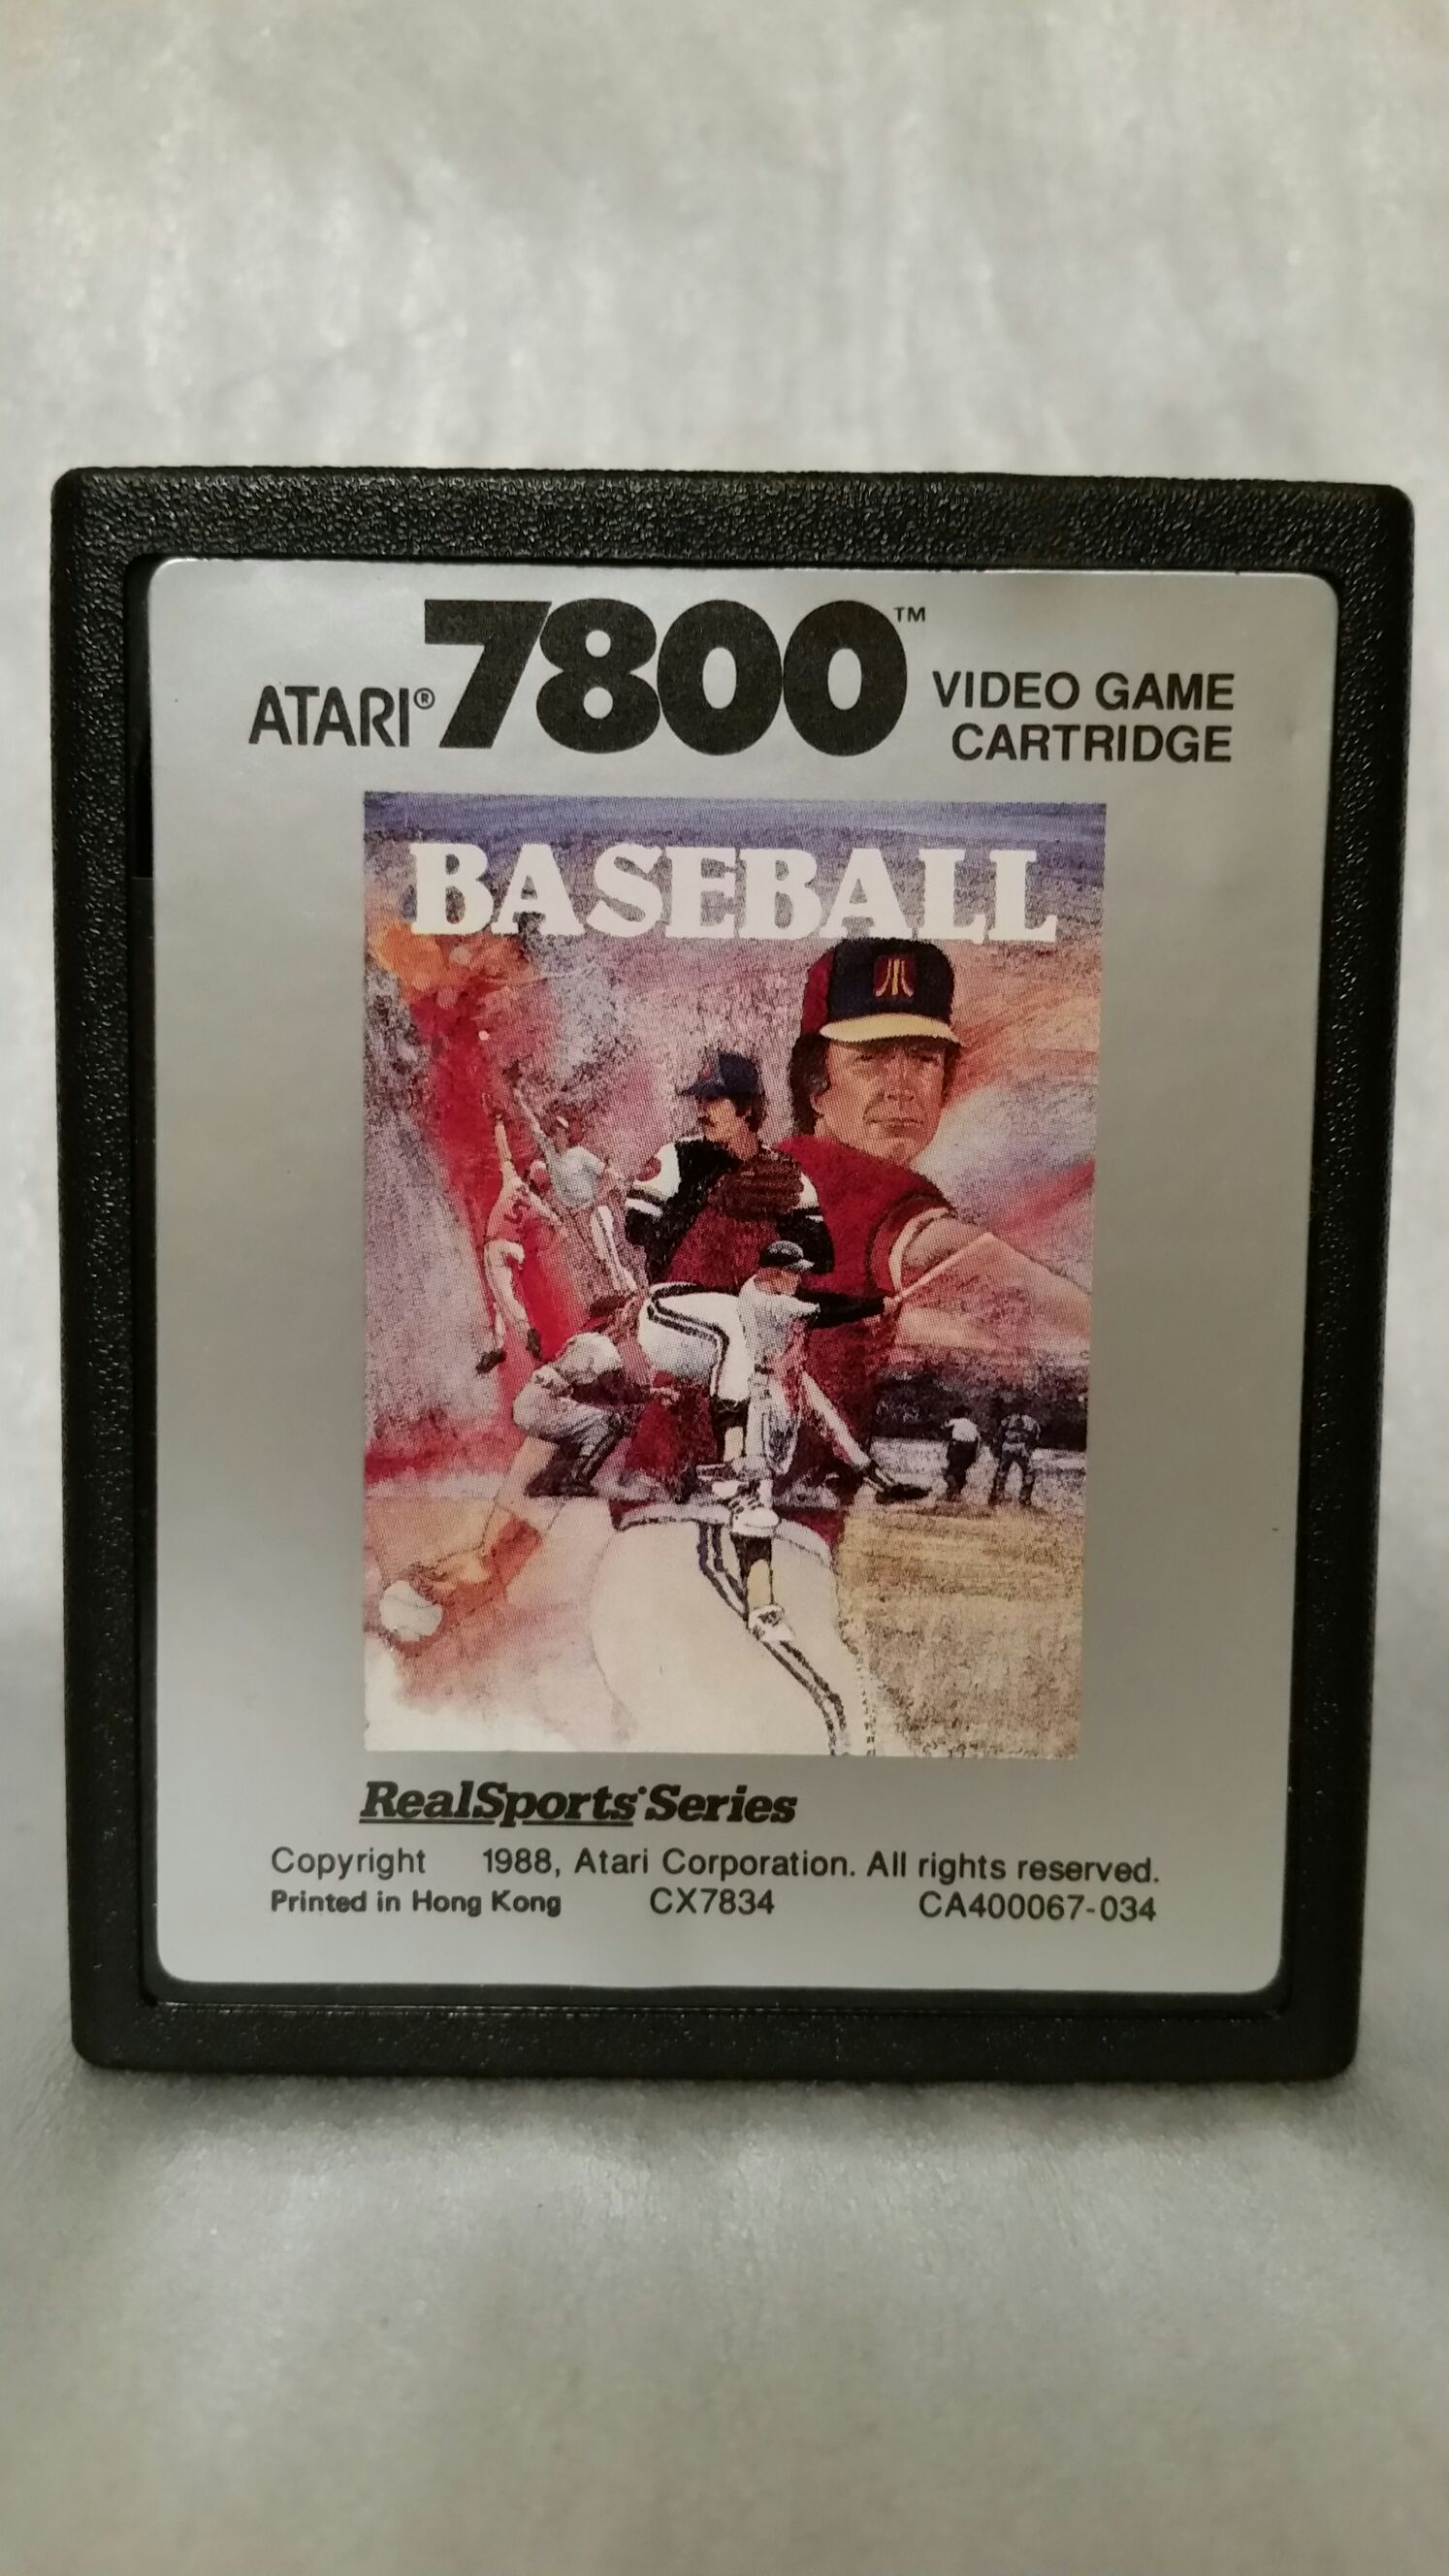 ATARI® 7800™ VIDEO GAME
CARTRIDGE
BASEBALL
RealSports® Series
Copyright 1988, Atari Corporation. All rights reserved.
Printed in Hong Kong CX7834 CA400067-034